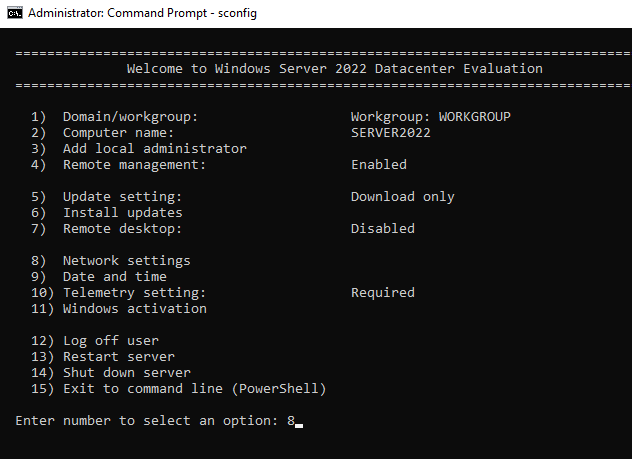 Administrator: Command Prompt - sconfig
================================================================================
Welcome to Windows Server 2022 Datacenter Evaluation
================================================================================
1) Domain/workgroup: Workgroup: WORKGROUP
2) Computer name: SERVER2022
3) Add local administrator
4) Remote management: Enabled
5) Update setting: Download only
6) Install updates
7) Remote desktop: Disabled
8) Network settings
9) Date and time
10) Telemetry setting: Required
11) Windows activation
12) Log off user
13) Restart server
14) Shut down server
15) Exit to command line (PowerShell)
Enter number to select an option: 8